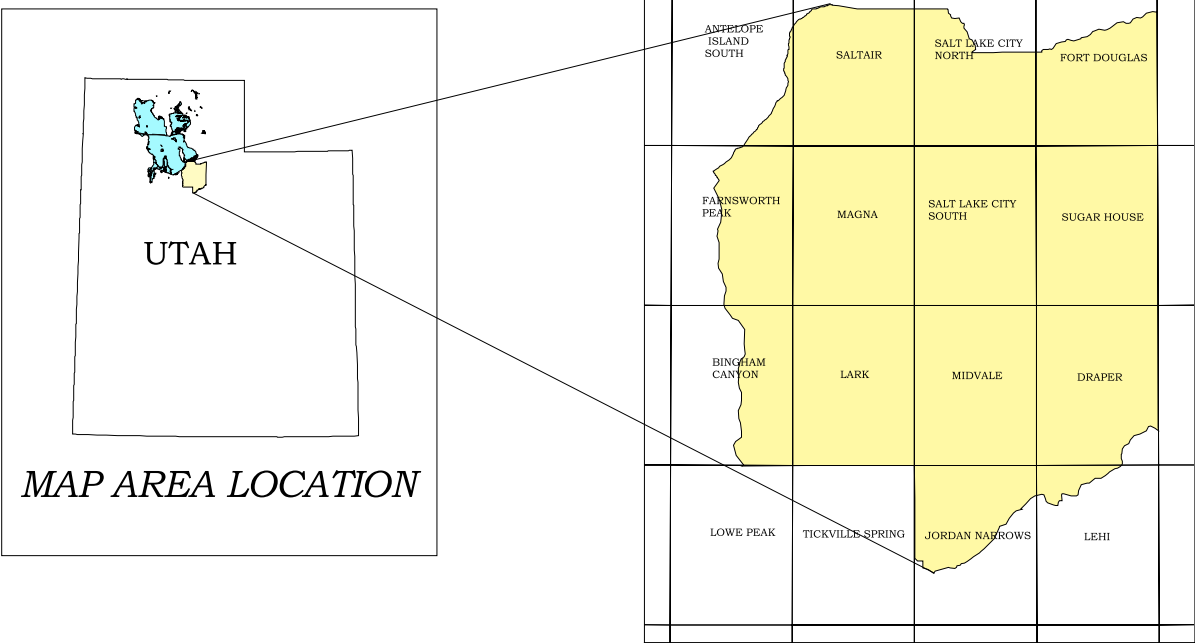 UTAH
MAP AREA LOCATION
ANTELOPE
ISLAND
SOUTH
SALTAIR
SALT LAKE CITY
NORTH
FORT DOUGLAS
FARNSWORTH
PEAK
MAGNA
SALT LAKE CITY
SOUTH
SUGAR HOUSE
BINGHAM
CANYON
LARK
MIDVALE
DRAPER
LOWE PEAK
TICKVILLE SPRING
JORDAN NARROWS
LEHI